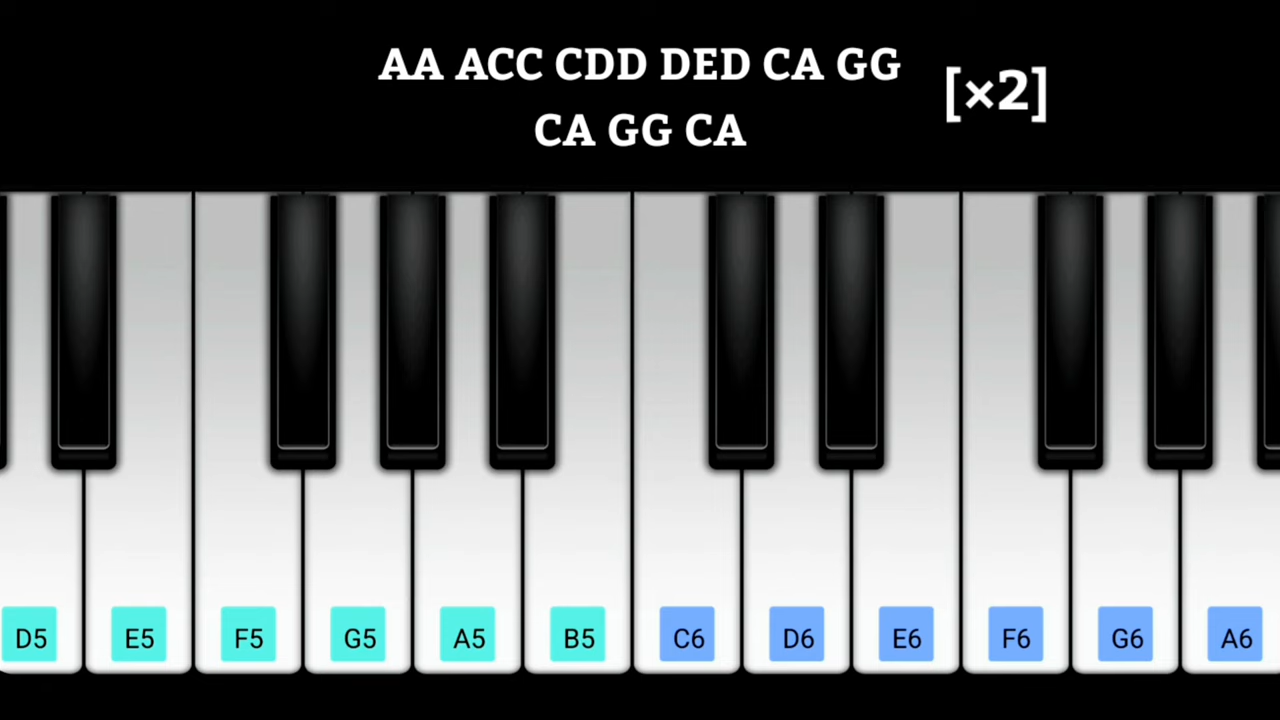 AA ACC CDD DED CA GG
[×2]
CA GG CA
D5 E5 F5 G5 A5 B5 C6 D6 E6 F6 G6 A6